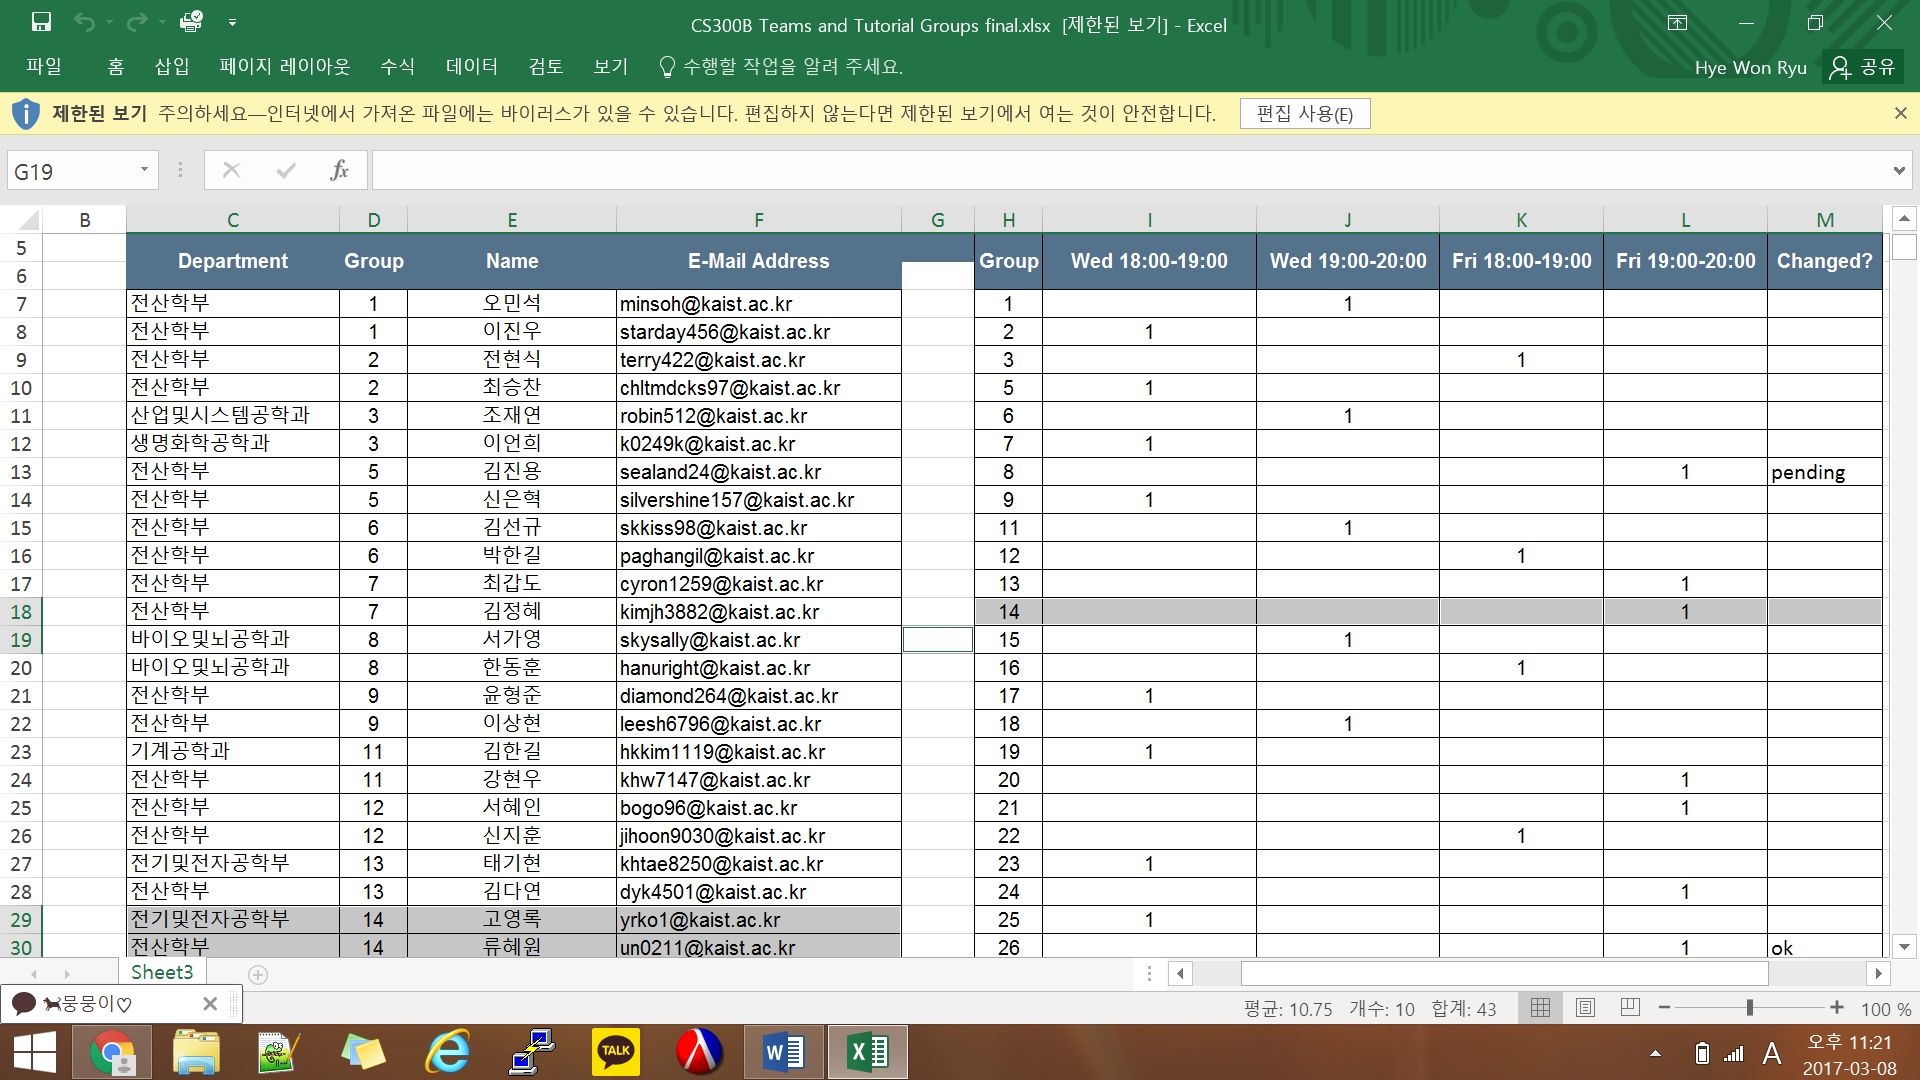 CS300B Teams and Tutorial Groups final.xlsx [제한된 보기] - Excel
파일 홈 삽입 페이지 레이아웃 수식 데이터 검토 보기 수행할 작업을 알려 주세요. Hye Won Ryu 공유
제한된 보기 주의하세요—인터넷에서 가져온 파일에는 바이러스가 있을 수 있습니다. 편집하지 않는다면 제한된 보기에서 여는 것이 안전합니다. 편집 사용(E)
G19 fx
B C D E F G H I J K L M
5
Department Group Name E-Mail Address Group Wed 18:00-19:00 Wed 19:00-20:00 Fri 18:00-19:00 Fri 19:00-20:00 Changed?
6
7 전산학부 1 오민석 minsoh@kaist.ac.kr 1 1
8 전산학부 1 이진우 starday456@kaist.ac.kr 2 1
9 전산학부 2 전현식 terry422@kaist.ac.kr 3 1
10 전산학부 2 최승찬 chltmdcks97@kaist.ac.kr 5 1
11 산업및시스템공학과 3 조재연 robin512@kaist.ac.kr 6 1
12 생명화학공학과 3 이언희 k0249k@kaist.ac.kr 7 1
13 전산학부 5 김진용 sealand24@kaist.ac.kr 8 1 pending
14 전산학부 5 신은혁 silvershine157@kaist.ac.kr 9 1
15 전산학부 6 김선규 skkiss98@kaist.ac.kr 11 1
16 전산학부 6 박한길 paghangil@kaist.ac.kr 12 1
17 전산학부 7 최갑도 cyron1259@kaist.ac.kr 13 1
18 전산학부 7 김정혜 kimjh3882@kaist.ac.kr 14 1
19 바이오및뇌공학과 8 서가영 skysally@kaist.ac.kr 15 1
20 바이오및뇌공학과 8 한동훈 hanuright@kaist.ac.kr 16 1
21 전산학부 9 윤형준 diamond264@kaist.ac.kr 17 1
22 전산학부 9 이상현 leesh6796@kaist.ac.kr 18 1
23 기계공학과 11 김한길 hkkim1119@kaist.ac.kr 19 1
24 전산학부 11 강현우 khw7147@kaist.ac.kr 20 1
25 전산학부 12 서혜인 bogo96@kaist.ac.kr 21 1
26 전산학부 12 신지훈 jihoon9030@kaist.ac.kr 22 1
27 전기및전자공학부 13 태기현 khtae8250@kaist.ac.kr 23 1
28 전산학부 13 김다연 dyk4501@kaist.ac.kr 24 1
29 전기및전자공학부 14 고영록 yrko1@kaist.ac.kr 25 1
30 전산학부 14 류혜원 un0211@kaist.ac.kr 26 1 ok
Sheet3
뭉뭉이♡
평균: 10.75 개수: 10 합계: 43 100 %
TALK
A
오후 11:21
2017-03-08